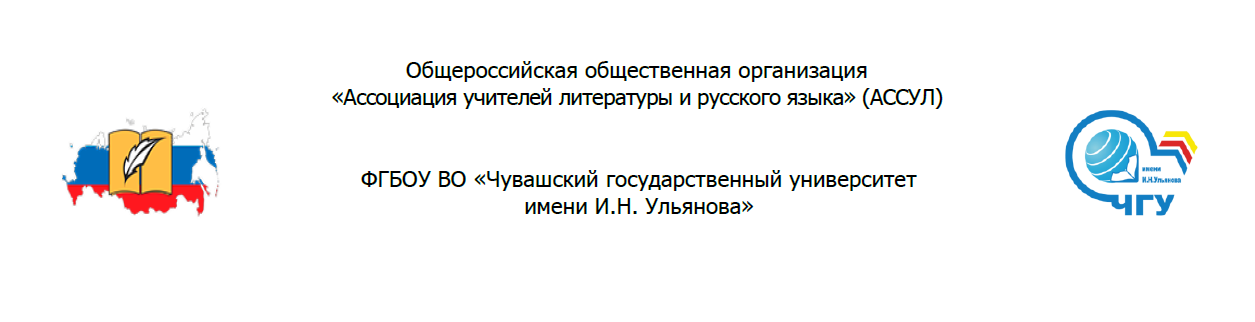 Общероссийская общественная организация
«Ассоциация учителей литературы и русского языка» (АССУЛ)
ФГБОУ ВО «Чувашский государственный университет
имени И.Н. Ульянова»
имени
И.Н.Ульянова
ЧГУ